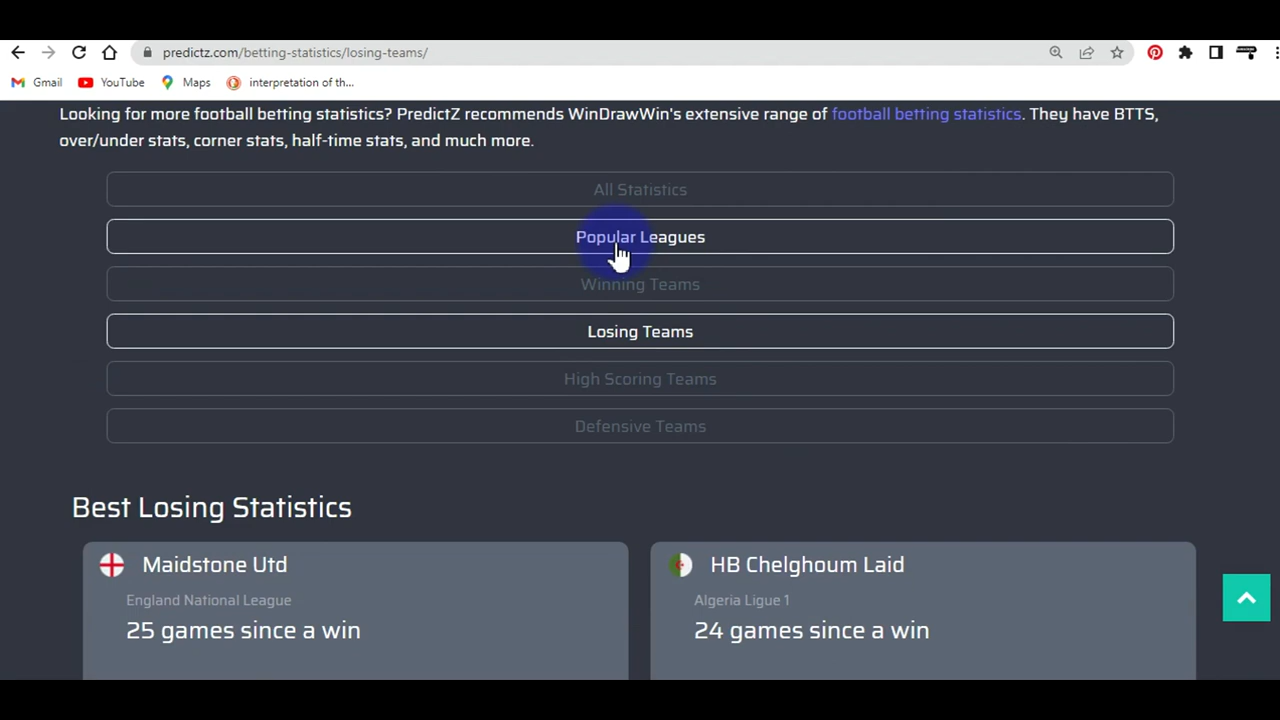 predictz.com/betting-statistics/losing-teams/
Gmail YouTube Maps interpretation of th...
Looking for more football betting statistics? PredictZ recommends WinDrawWin's extensive range of football betting statistics. They have BTTS,
over/under stats, corner stats, half-time stats, and much more.
All Statistics
Popular Leagues
Winning Teams
Losing Teams
High Scoring Teams
Defensive Teams
Best Losing Statistics
Maidstone Utd
England National League
25 games since a win
HB Chelghoum Laid
Algeria Ligue 1
24 games since a win